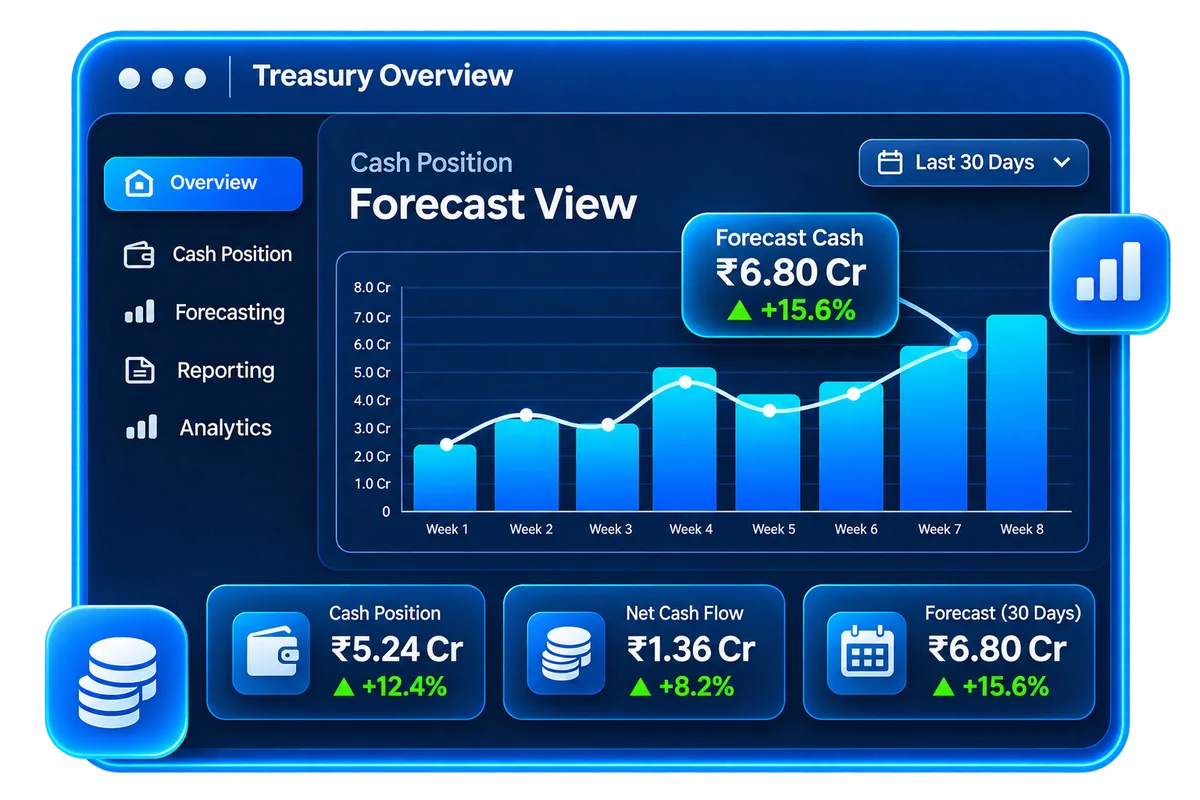 Treasury Overview
Overview
Cash Position
Forecasting
Reporting
Analytics
Cash Position
Forecast View
Last 30 Days
Forecast Cash
₹6.80 Cr
▲ +15.6%
8.0 Cr
7.0 Cr
6.0 Cr
5.0 Cr
4.0 Cr
3.0 Cr
2.0 Cr
1.0 Cr
0
Week 1 Week 2 Week 3 Week 4 Week 5 Week 6 Week 7 Week 8
Cash Position
₹5.24 Cr
▲ +12.4%
Net Cash Flow
₹1.36 Cr
▲ +8.2%
Forecast (30 Days)
₹6.80 Cr
▲ +15.6%